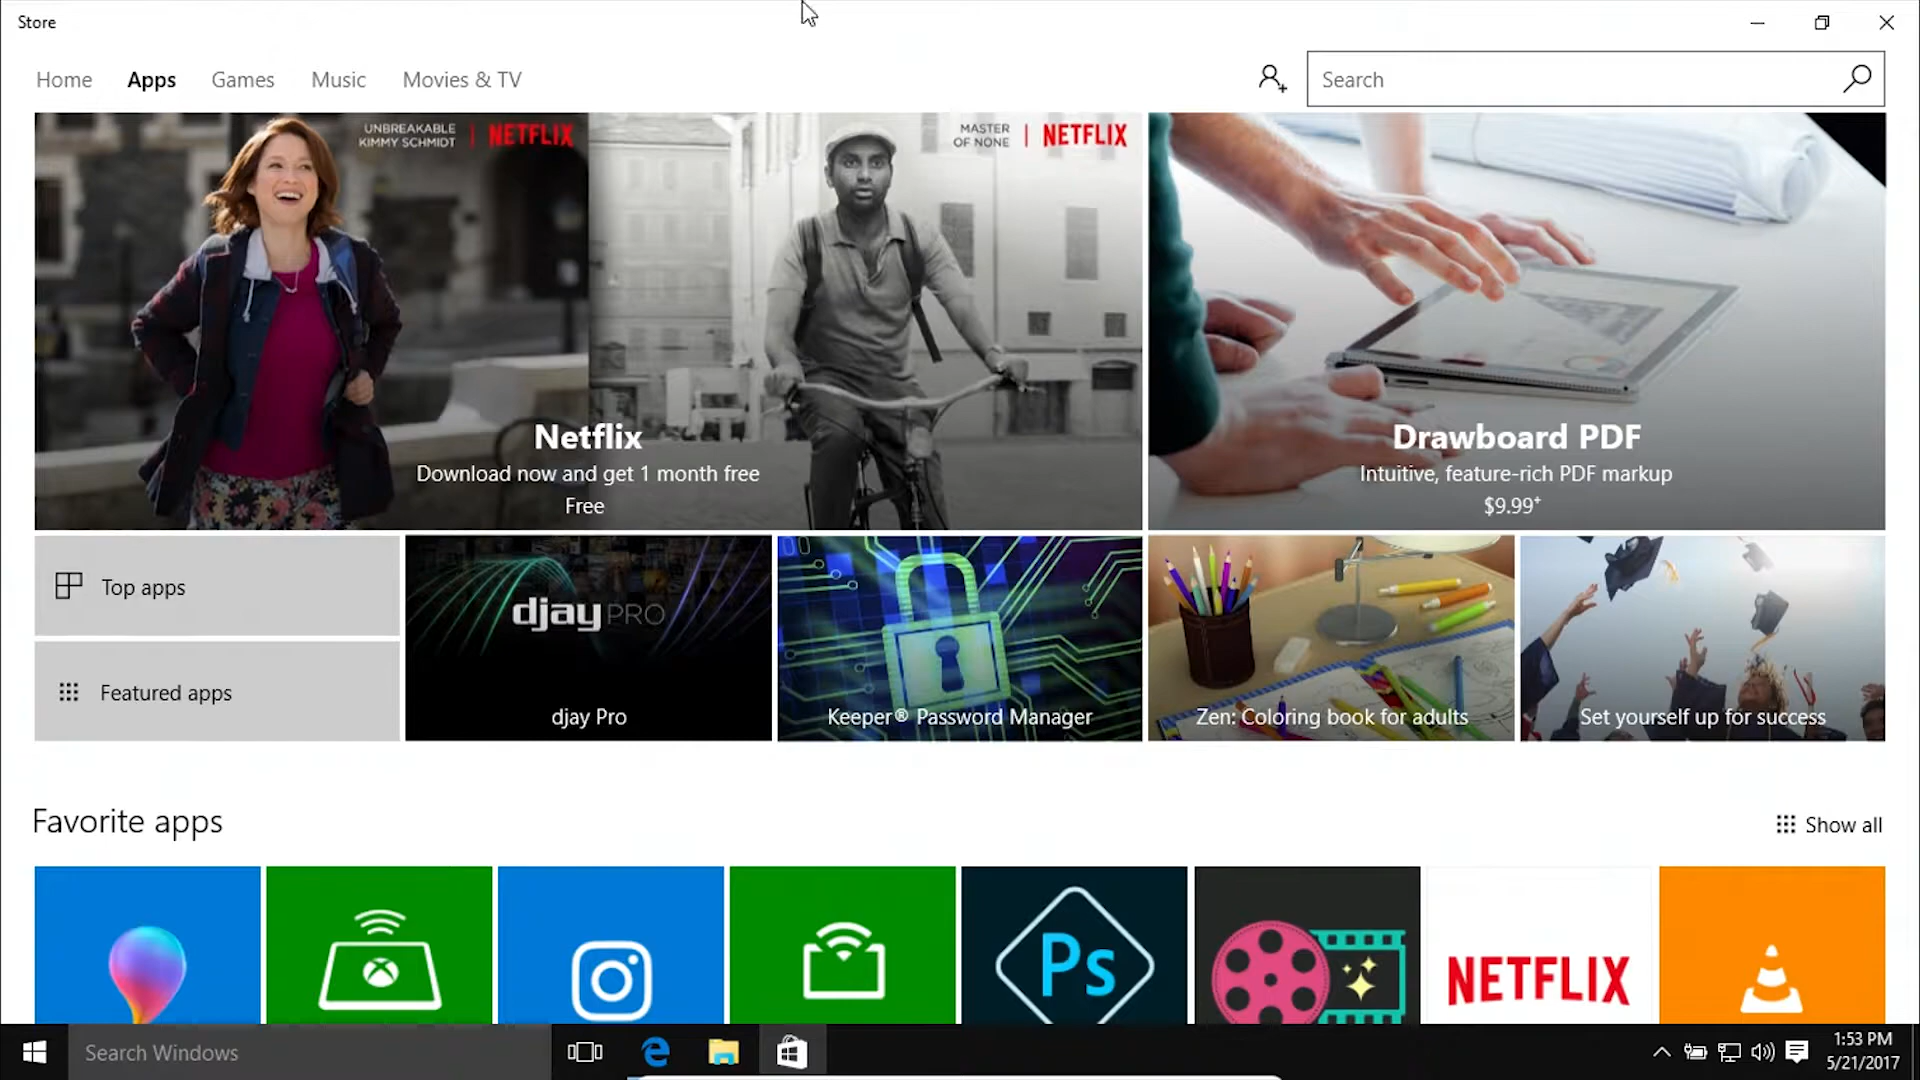 Store
Home Apps Games Music Movies & TV
Search
UNBREAKABLE
KIMMY SCHMIDT | NETFLIX
MASTER
OF NONE | NETFLIX
Netflix
Download now and get 1 month free
Free
Drawboard PDF
Intuitive, feature-rich PDF markup
$9.99+
Top apps
Featured apps
djay PRO
djay Pro
Keeper® Password Manager
Zen: Coloring book for adults
Set yourself up for success
Favorite apps
Show all
Ps
NETFLIX
Search Windows
1:53 PM
5/21/2017